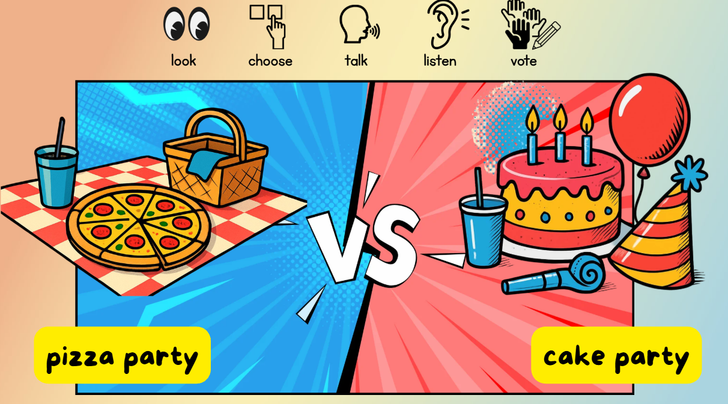 look choose talk listen vote
VS
pizza party
cake party